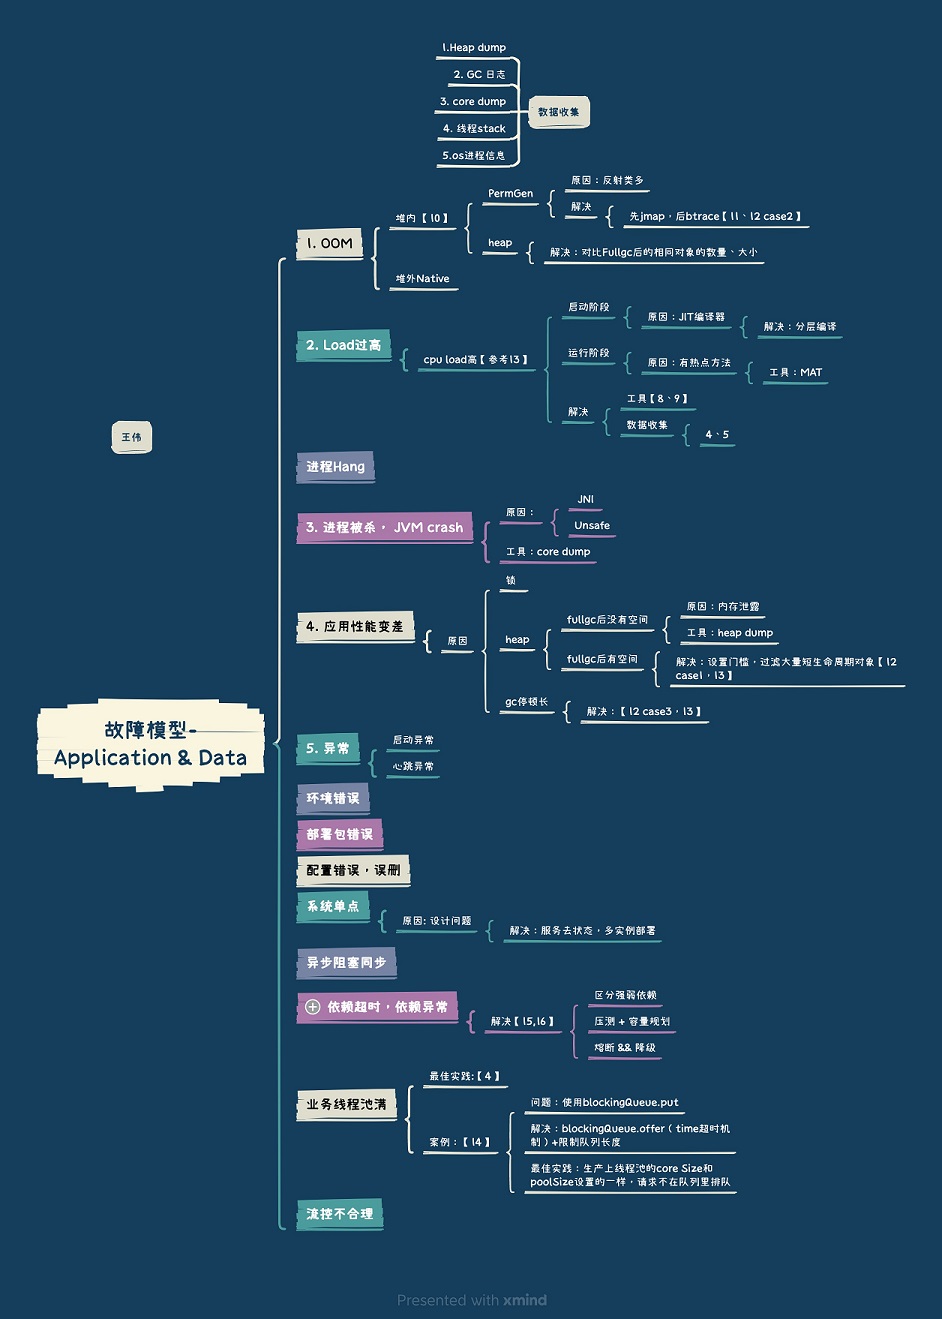 1.Heap dump
2. GC 日志
3. core dump
4. 线程stack
5.os进程信息
数据收集
1. OOM
堆内【10】
PermGen
原因：反射类多
解决
先jmap，后btrace【11、12 case2】
heap
解决：对比Fullgc后的相同对象的数量、大小
堆外Native
2. Load过高
cpu load高【参考13】
启动阶段
原因：JIT编译器
解决：分层编译
运行阶段
原因：有热点方法
工具：MAT
解决
工具【8、9】
数据收集
4、5
王伟
进程Hang
3. 进程被杀， JVM crash
原因：
JNI
Unsafe
工具：core dump
4. 应用性能变差
原因
锁
heap
fullgc后没有空间
原因：内存泄露
工具：heap dump
fullgc后有空间
解决：设置门槛，过滤大量短生命周期对象【12
case1，13】
gc停顿长
解决：【12 case3，13】
故障模型-
Application & Data
5. 异常
启动异常
心跳异常
环境错误
部署包错误
配置错误，误删
系统单点
原因: 设计问题
解决：服务去状态，多实例部署
异步阻塞同步
依赖超时，依赖异常
解决【15,16】
区分强弱依赖
压测 + 容量规划
熔断 && 降级
业务线程池满
最佳实践:【4】
案例：【14】
问题：使用blockingQueue.put
解决：blockingQueue.offer（time超时机
制）+限制队列长度
最佳实践：生产上线程池的core Size和
poolSize设置的一样，请求不在队列里排队
流控不合理
Presented with xmind